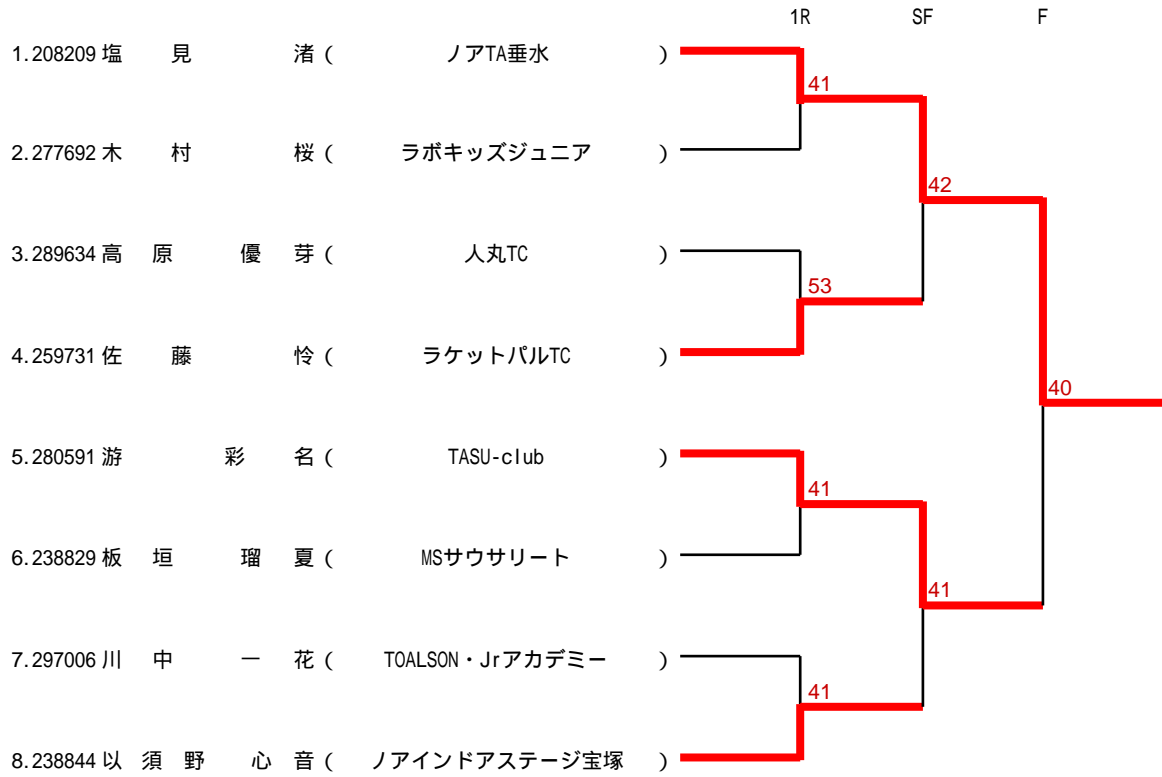 1R SF F
1.208209 塩 見 渚 ( ノアTA垂水 )
41
2.277692 木 村 桜 ( ラボキッズジュニア )
42
3.289634 高 原 優 芽 ( 人丸TC )
53
4.259731 佐 藤 怜 ( ラケットパルTC )
40
5.280591 游 彩 名 ( TASU-club )
41
6.238829 板 垣 瑠 夏 ( MSサウサリート )
41
7.297006 川 中 一 花 ( TOALSON・Jrアカデミー )
41
8.238844 以 須 野 心 音 ( ノアインドアステージ宝塚 )